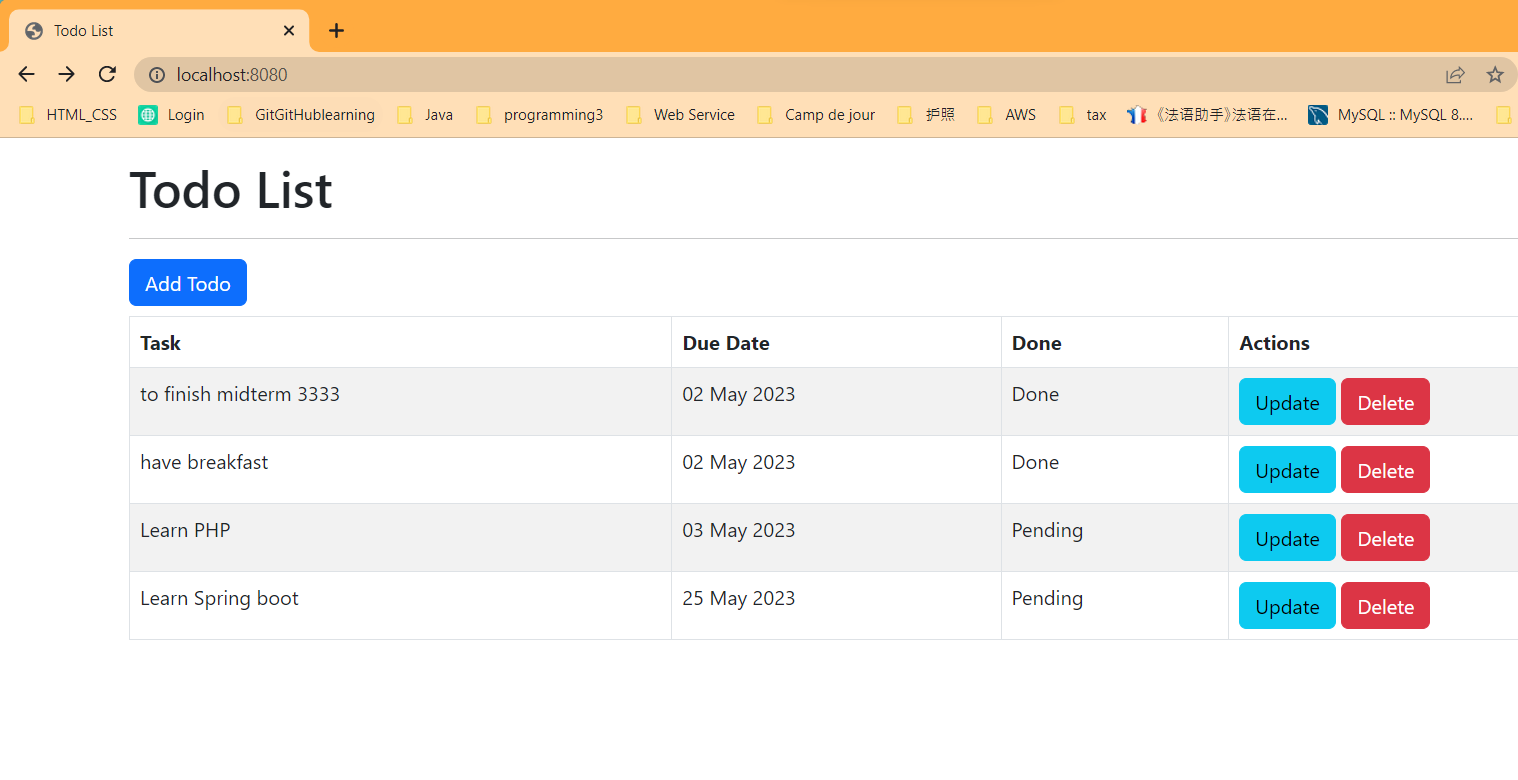 Todo List
localhost:8080
HTML_CSS Login GitGitHublearning Java programming3 Web Service Camp de jour 护照 AWS tax 《法语助手》法语在... MySQL :: MySQL 8....
Todo List
Add Todo
Task Due Date Done Actions
to finish midterm 3333 02 May 2023 Done Update Delete
have breakfast 02 May 2023 Done Update Delete
Learn PHP 03 May 2023 Pending Update Delete
Learn Spring boot 25 May 2023 Pending Update Delete